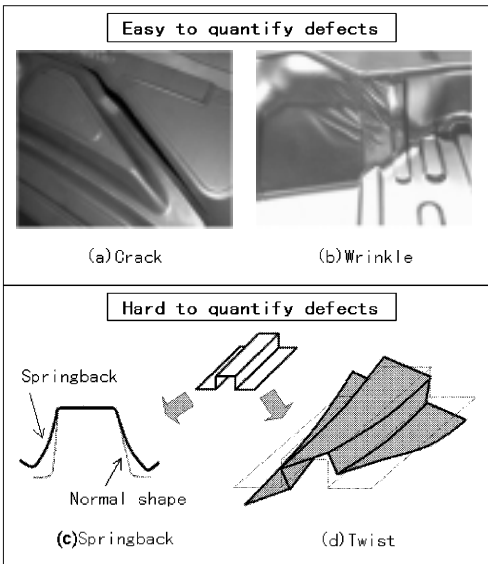 Easy to quantify defects
(a)Crack
(b)Wrinkle
Hard to quantify defects
Springback
Normal shape
(c)Springback
(d)Twist